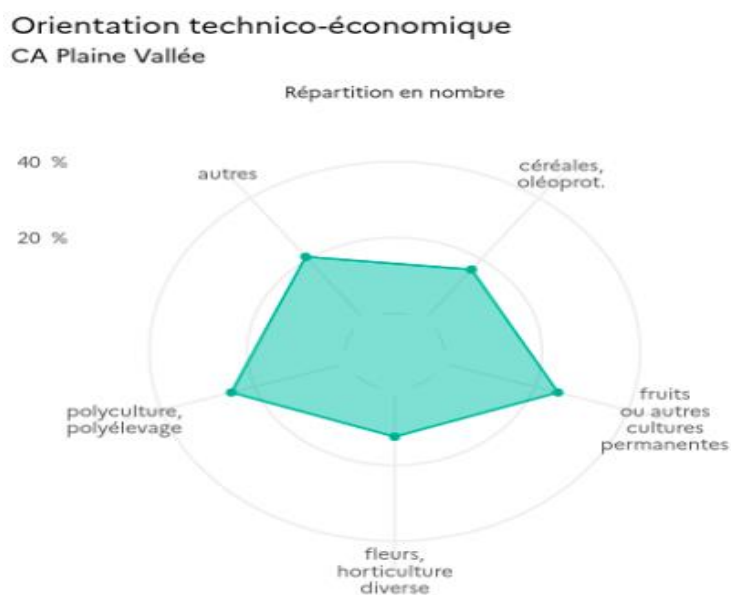 Orientation technico-économique
CA Plaine Vallée
Répartition en nombre
40 %
autres
céréales,
oléoprot.
20 %
polyculture,
polyélevage
fruits
ou autres
cultures
permanentes
fleurs,
horticulture
diverse